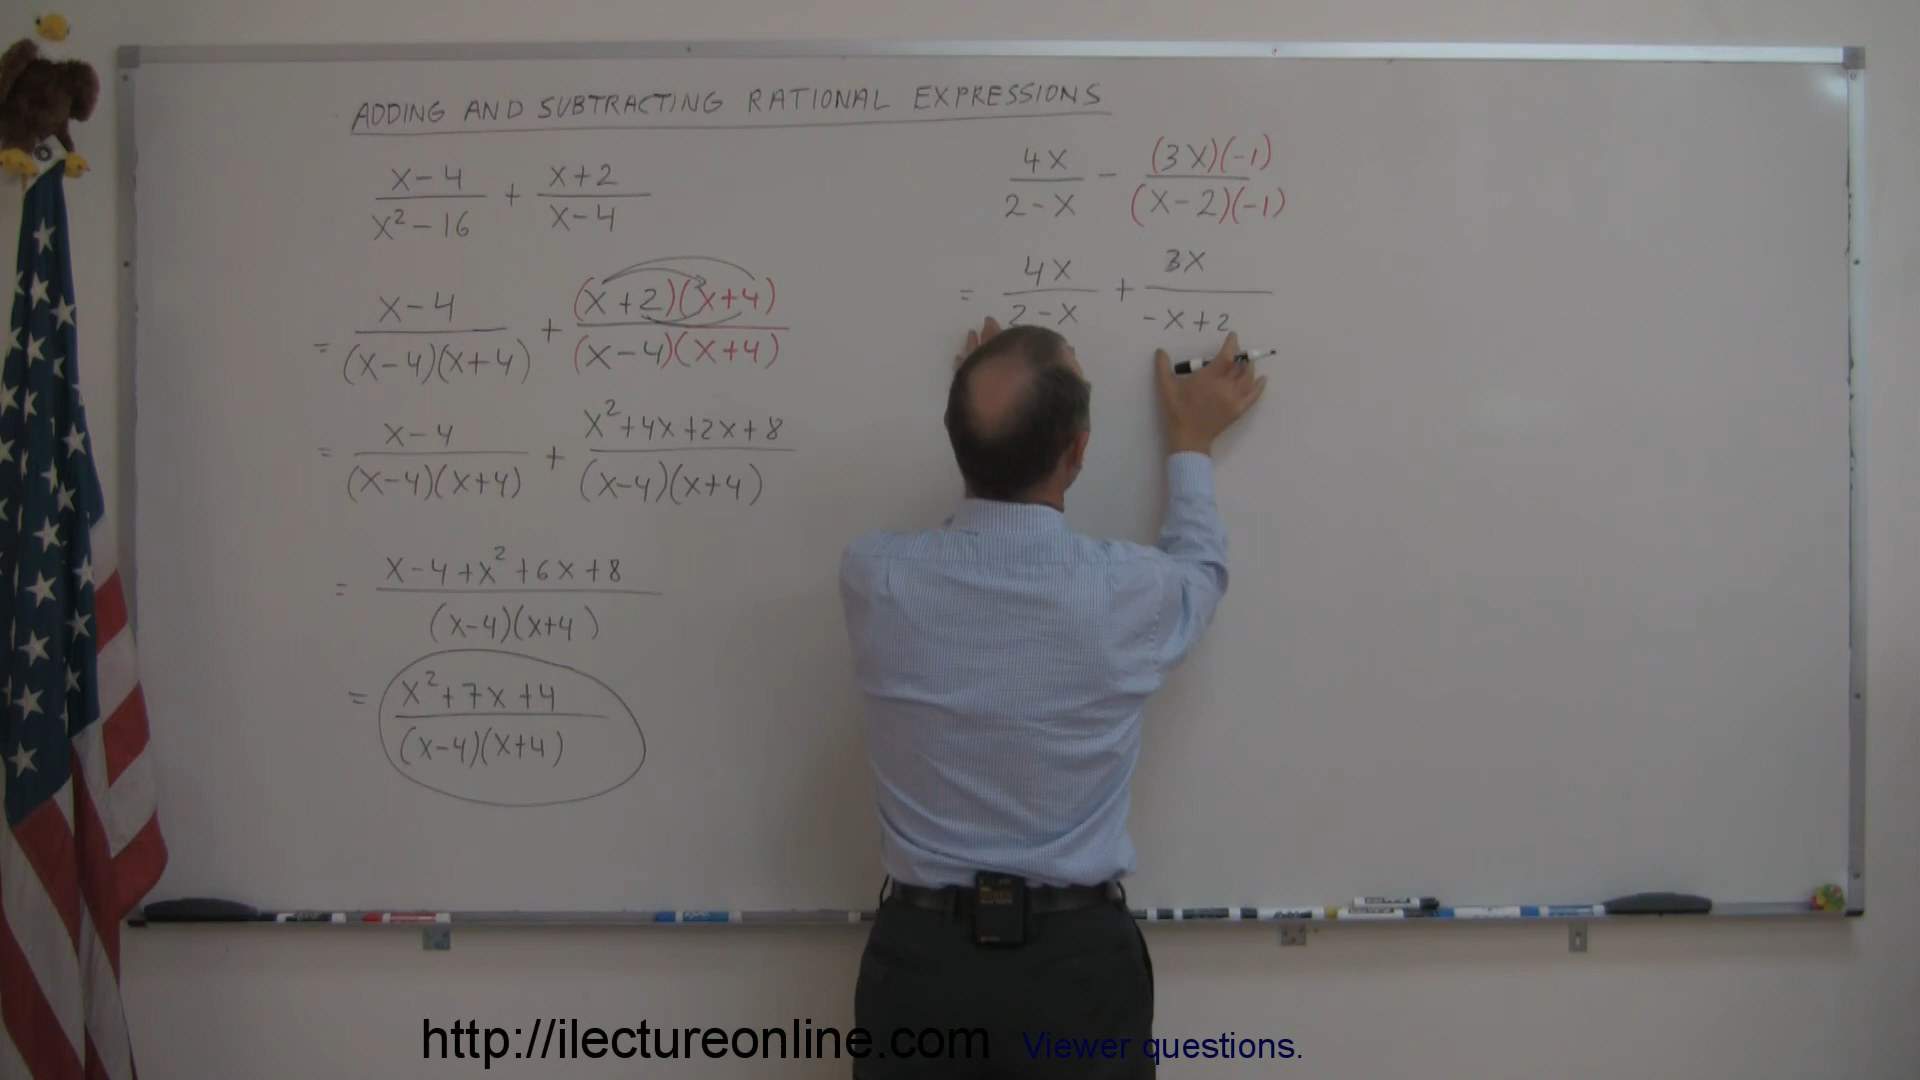 ADDING AND SUBTRACTING RATIONAL EXPRESSIONS
x-4/x²-16 + x+2/x-4
= x-4/(x-4)(x+4) + (x+2)(x+4)/(x-4)(x+4)
= x-4/(x-4)(x+4) + x²+4x+2x+8/(x-4)(x+4)
= x-4+x²+6x+8/(x-4)(x+4)
= x²+7x+4/(x-4)(x+4)
4x/2-x - (3x)(-1)/(x-2)(-1)
= 4x/2-x + 3x/-x+2
http://ilectureonline.com Viewer questions.